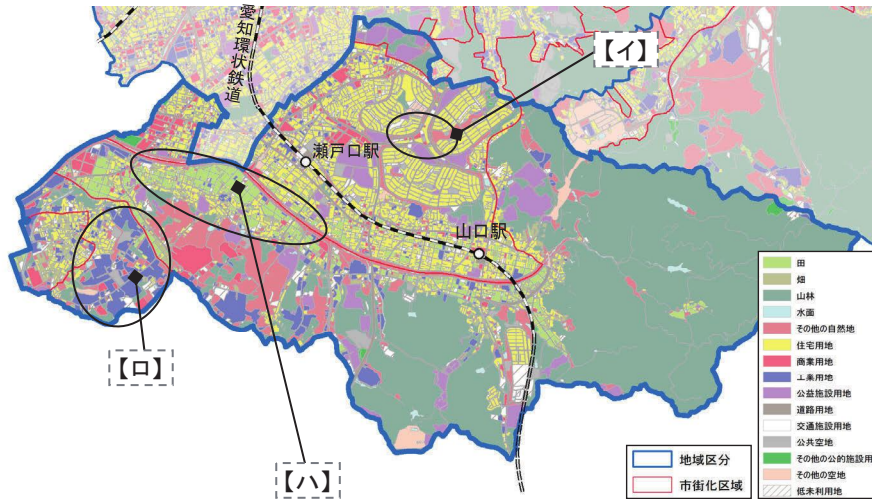 愛知環状鉄道
【イ】
瀬戸口駅
山口駅
【ロ】
【ハ】
田
畑
山林
水面
その他の自然地
住宅用地
商業用地
工業用地
公益施設用地
道路用地
交通施設用地
公共空地
その他の公的施設用
その他の空地
低未利用地
地域区分
市街化区域